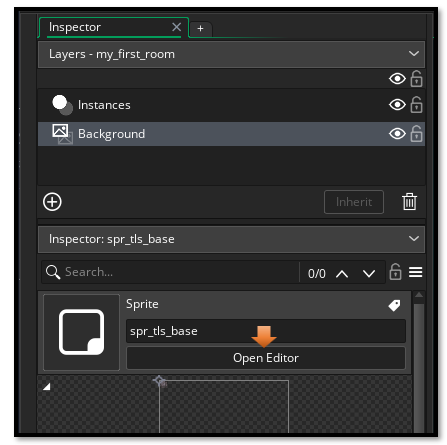 Inspector
Layers - my_first_room
Instances
Background
Inherit
Inspector: spr_tls_base
Search...
0/0
Sprite
spr_tls_base
Open Editor